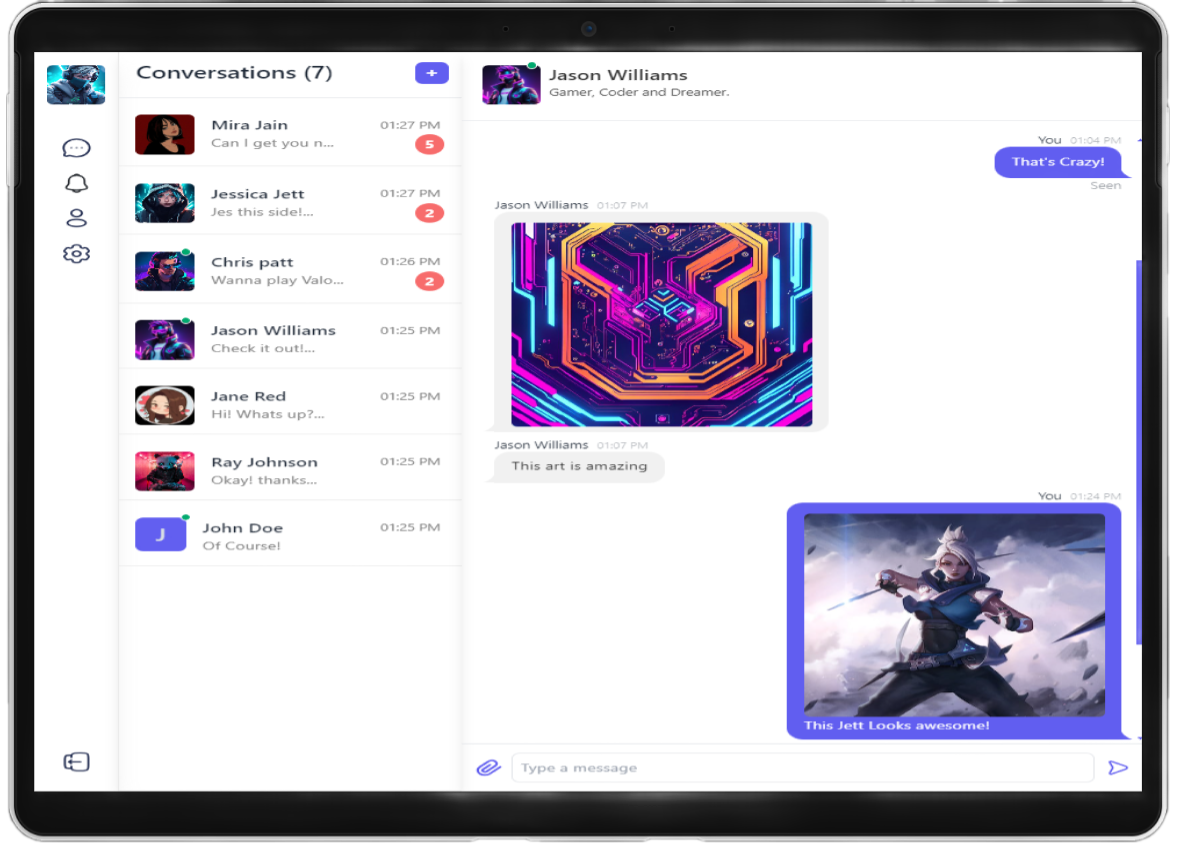 Conversations (7)
+
Mira Jain 01:27 PM
Can I get you n... 5
Jessica Jett 01:27 PM
Jes this side!... 2
Chris patt 01:26 PM
Wanna play Valo... 2
Jason Williams 01:25 PM
Check it out!...
Jane Red 01:25 PM
Hi! Whats up?...
Ray Johnson 01:25 PM
Okay! thanks...
J
John Doe 01:25 PM
Of Course!
Jason Williams
Gamer, Coder and Dreamer.
You 01:04 PM
That's Crazy!
Seen
Jason Williams 01:07 PM
Jason Williams 01:07 PM
This art is amazing
You 01:24 PM
This Jett Looks awesome!
Type a message